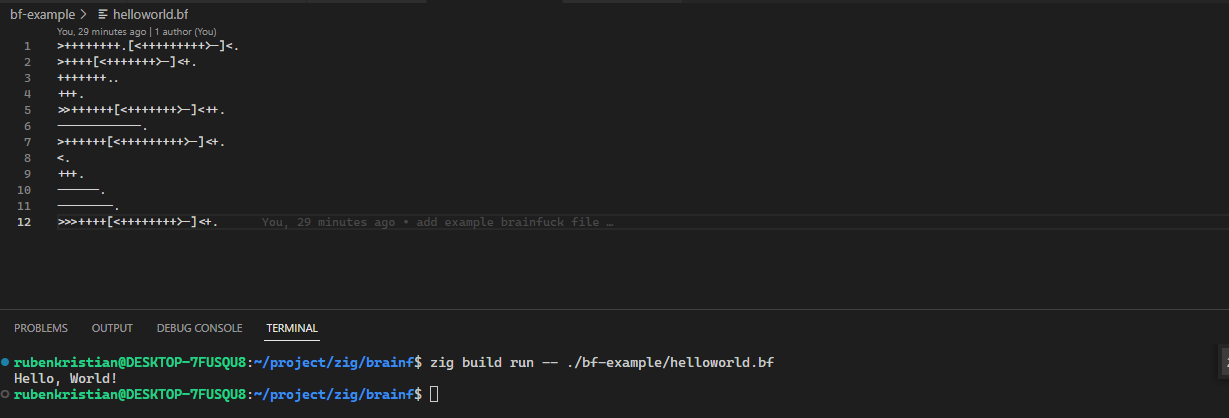 bf-example > helloworld.bf
You, 29 minutes ago | 1 author (You)
1 >++++++++.[<+++++++++>-]<.
2 >++++[<+++++++>-]<+.
3 +++++++..
4 +++.
5 >>++++++[<+++++++>-]<++.
6 ------------.
7 >++++++[<+++++++++>-]<+.
8 <.
9 +++.
10 ------.
11 --------.
12 >>>++++[<++++++++>-]<+. You, 29 minutes ago • add example brainfuck file …
PROBLEMS OUTPUT DEBUG CONSOLE TERMINAL
rubenkristian@DESKTOP-7FUSQU8:~/project/zig/brainf$ zig build run -- ./bf-example/helloworld.bf
Hello, World!
rubenkristian@DESKTOP-7FUSQU8:~/project/zig/brainf$